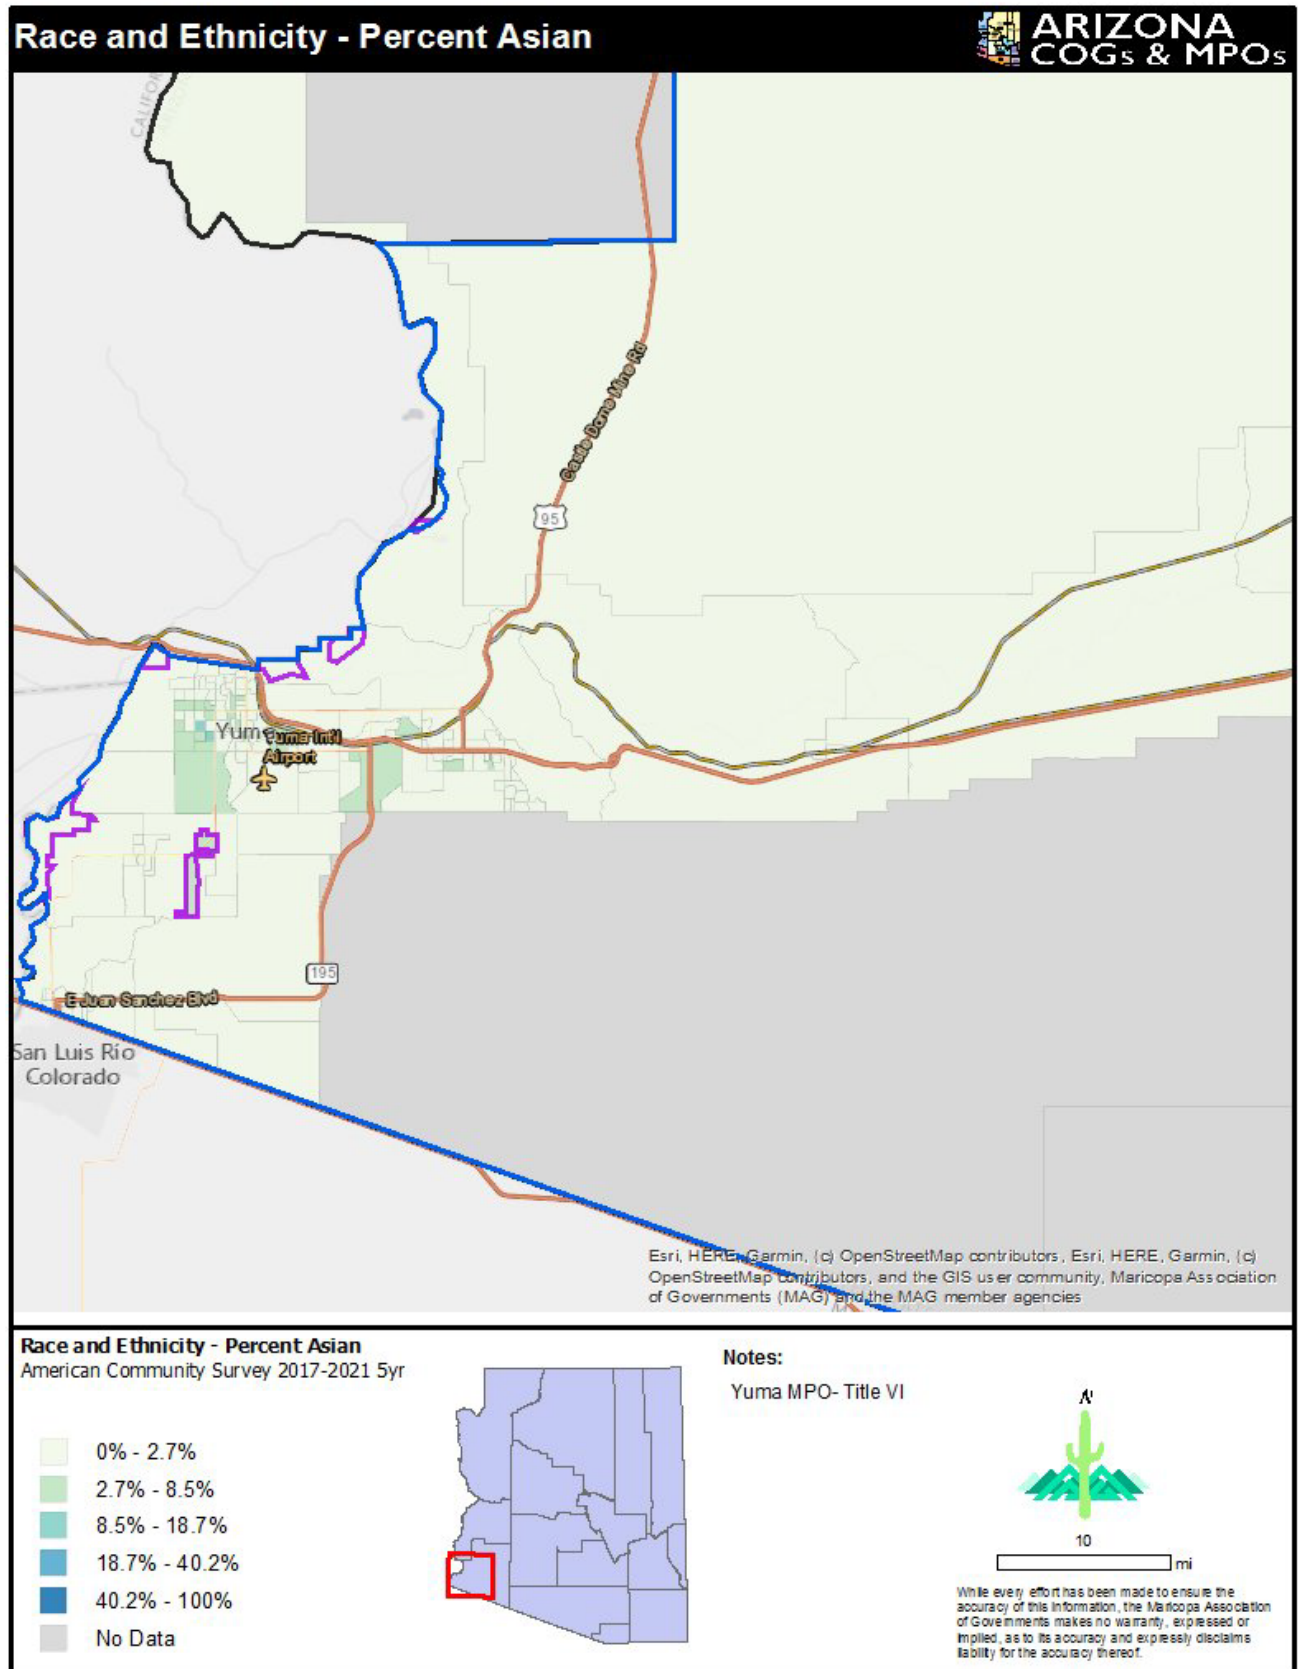 Race and Ethnicity - Percent Asian
ARIZONA
COGs & MPOs
Castle Dome Mine Rd
95
Yuma
Yuma Int'l
Airport
195
E Juan Sanchez Blvd
San Luis Río
Colorado
Esri, HERE, Garmin, (c) OpenStreetMap contributors, Esri, HERE, Garmin, (c)
OpenStreetMap contributors, and the GIS user community, Maricopa Association
of Governments (MAG) and the MAG member agencies
Race and Ethnicity - Percent Asian
American Community Survey 2017-2021 5yr
0% - 2.7%
2.7% - 8.5%
8.5% - 18.7%
18.7% - 40.2%
40.2% - 100%
No Data
Notes:
Yuma MPO- Title VI
N
10
mi
While every effort has been made to ensure the
accuracy of this information, the Maricopa Association
of Governments makes no warranty, expressed or
implied, as to its accuracy and expressly disclaims
liability for the accuracy thereof.